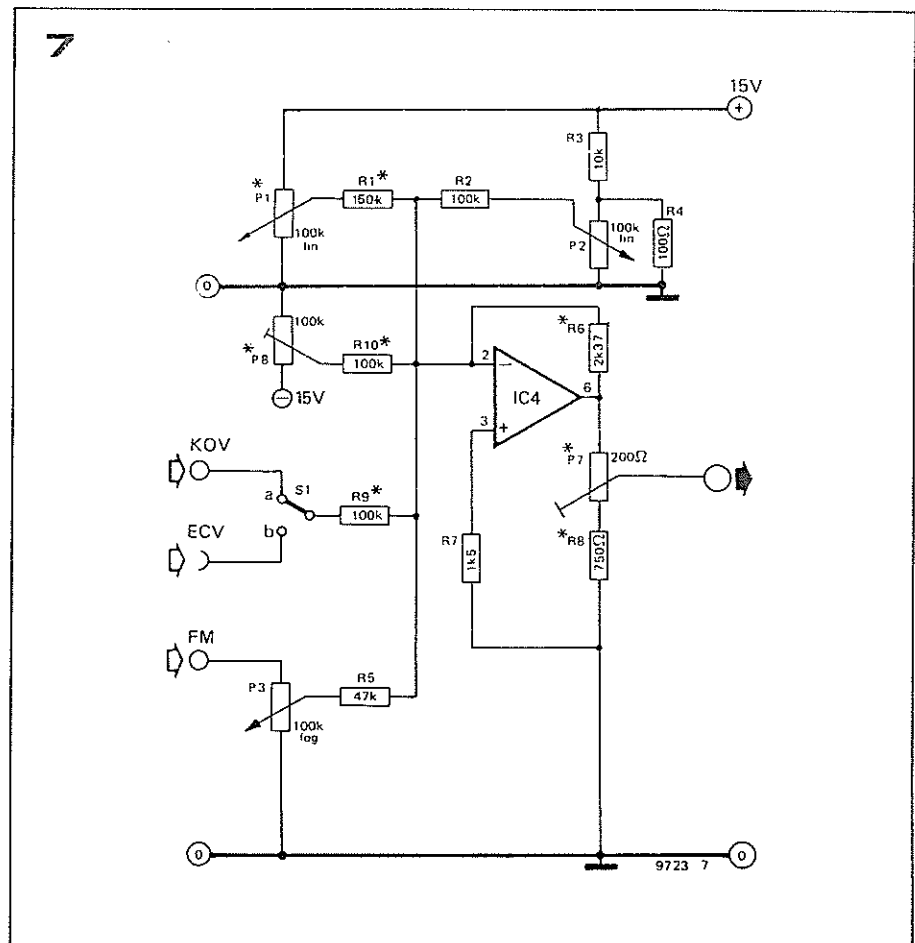 7
15V
+
R3
10k
* P1
R1*
150k
R2
100k
R4
100Ω
100k
lin
100k
lin
P2
0
100k
* P8
R10*
100k
*R6
2k37
2
−
6
IC4
3
+
− 15V
KOV
a
S1
R9*
100k
*P7
200Ω
ECV
b
R7
1k5
*R8
750Ω
FM
P3
R5
47k
100k
log
0
0
9723 7